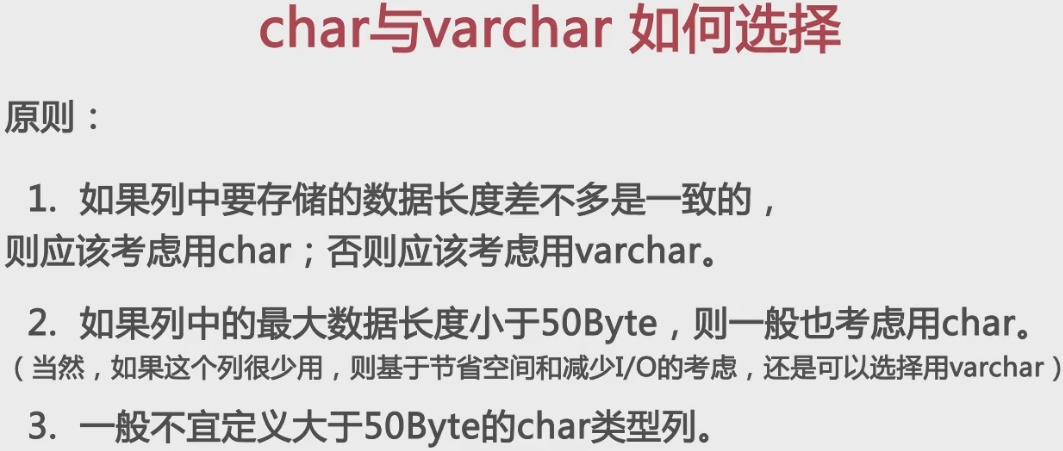 char与varchar 如何选择
原则：
1. 如果列中要存储的数据长度差不多是一致的，
则应该考虑用char；否则应该考虑用varchar。
2. 如果列中的最大数据长度小于50Byte，则一般也考虑用char。
（当然，如果这个列很少用，则基于节省空间和减少I/O的考虑，还是可以选择用varchar）
3. 一般不宜定义大于50Byte的char类型列。